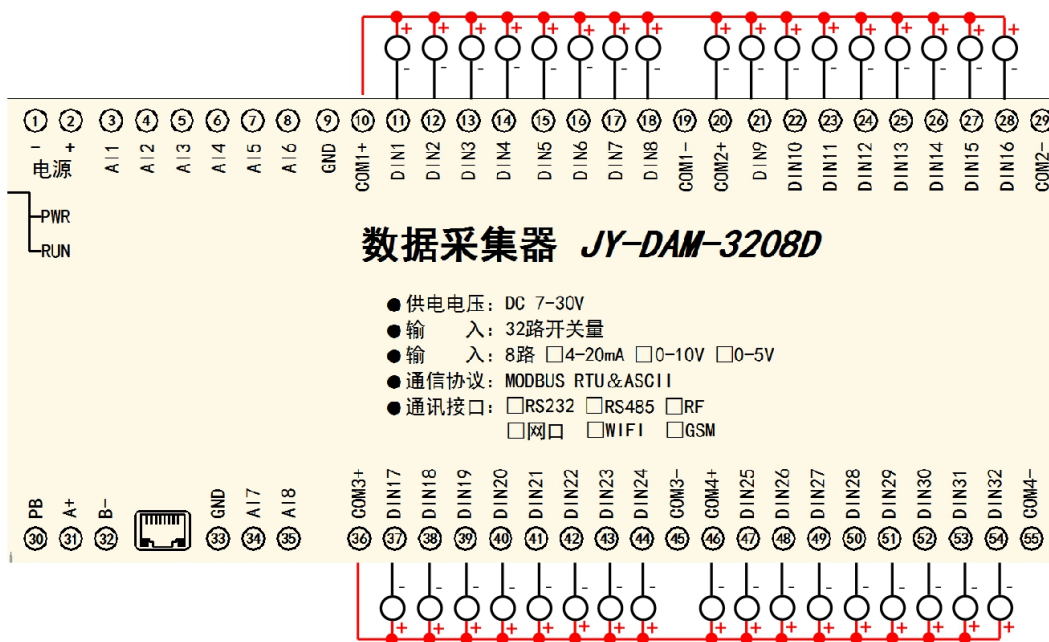 + + + + + + + + + + + + + + + +
- - - - - - - - - - - - - - - -
1 2 3 4 5 6 7 8 9 10 11 12 13 14 15 16 17 18 19 20 21 22 23 24 25 26 27 28 29
- + AI1 AI2 AI3 AI4 AI5 AI6 GND COM1+ DIN1 DIN2 DIN3 DIN4 DIN5 DIN6 DIN7 DIN8 COM1- COM2+ DIN9 DIN10 DIN11 DIN12 DIN13 DIN14 DIN15 DIN16 COM2-
电源
PWR
RUN
数据采集器 JY-DAM-3208D
●供电电压: DC 7-30V
●输 入: 32路开关量
●输 入: 8路 □4-20mA □0-10V □0-5V
●通信协议: MODBUS RTU&ASCII
●通讯接口: □RS232 □RS485 □RF
□网口 □WIFI □GSM
PB A+ B- GND AI7 AI8 COM3+ DIN17 DIN18 DIN19 DIN20 DIN21 DIN22 DIN23 DIN24 COM3- COM4+ DIN25 DIN26 DIN27 DIN28 DIN29 DIN30 DIN31 DIN32 COM4-
30 31 32 33 34 35 36 37 38 39 40 41 42 43 44 45 46 47 48 49 50 51 52 53 54 55
- - - - - - - - - - - - - - - - -
+ + + + + + + + + + + + + + + + +